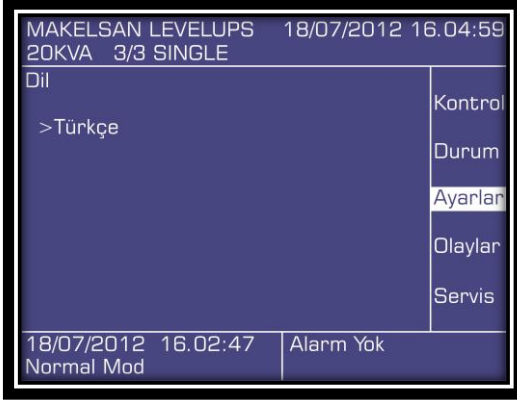 MAKELSAN LEVELUPS 18/07/2012 16.04:59
20KVA 3/3 SINGLE
Dil
>Türkçe
Kontrol
Durum
Ayarlar
Olaylar
Servis
18/07/2012 16.02:47
Normal Mod
Alarm Yok